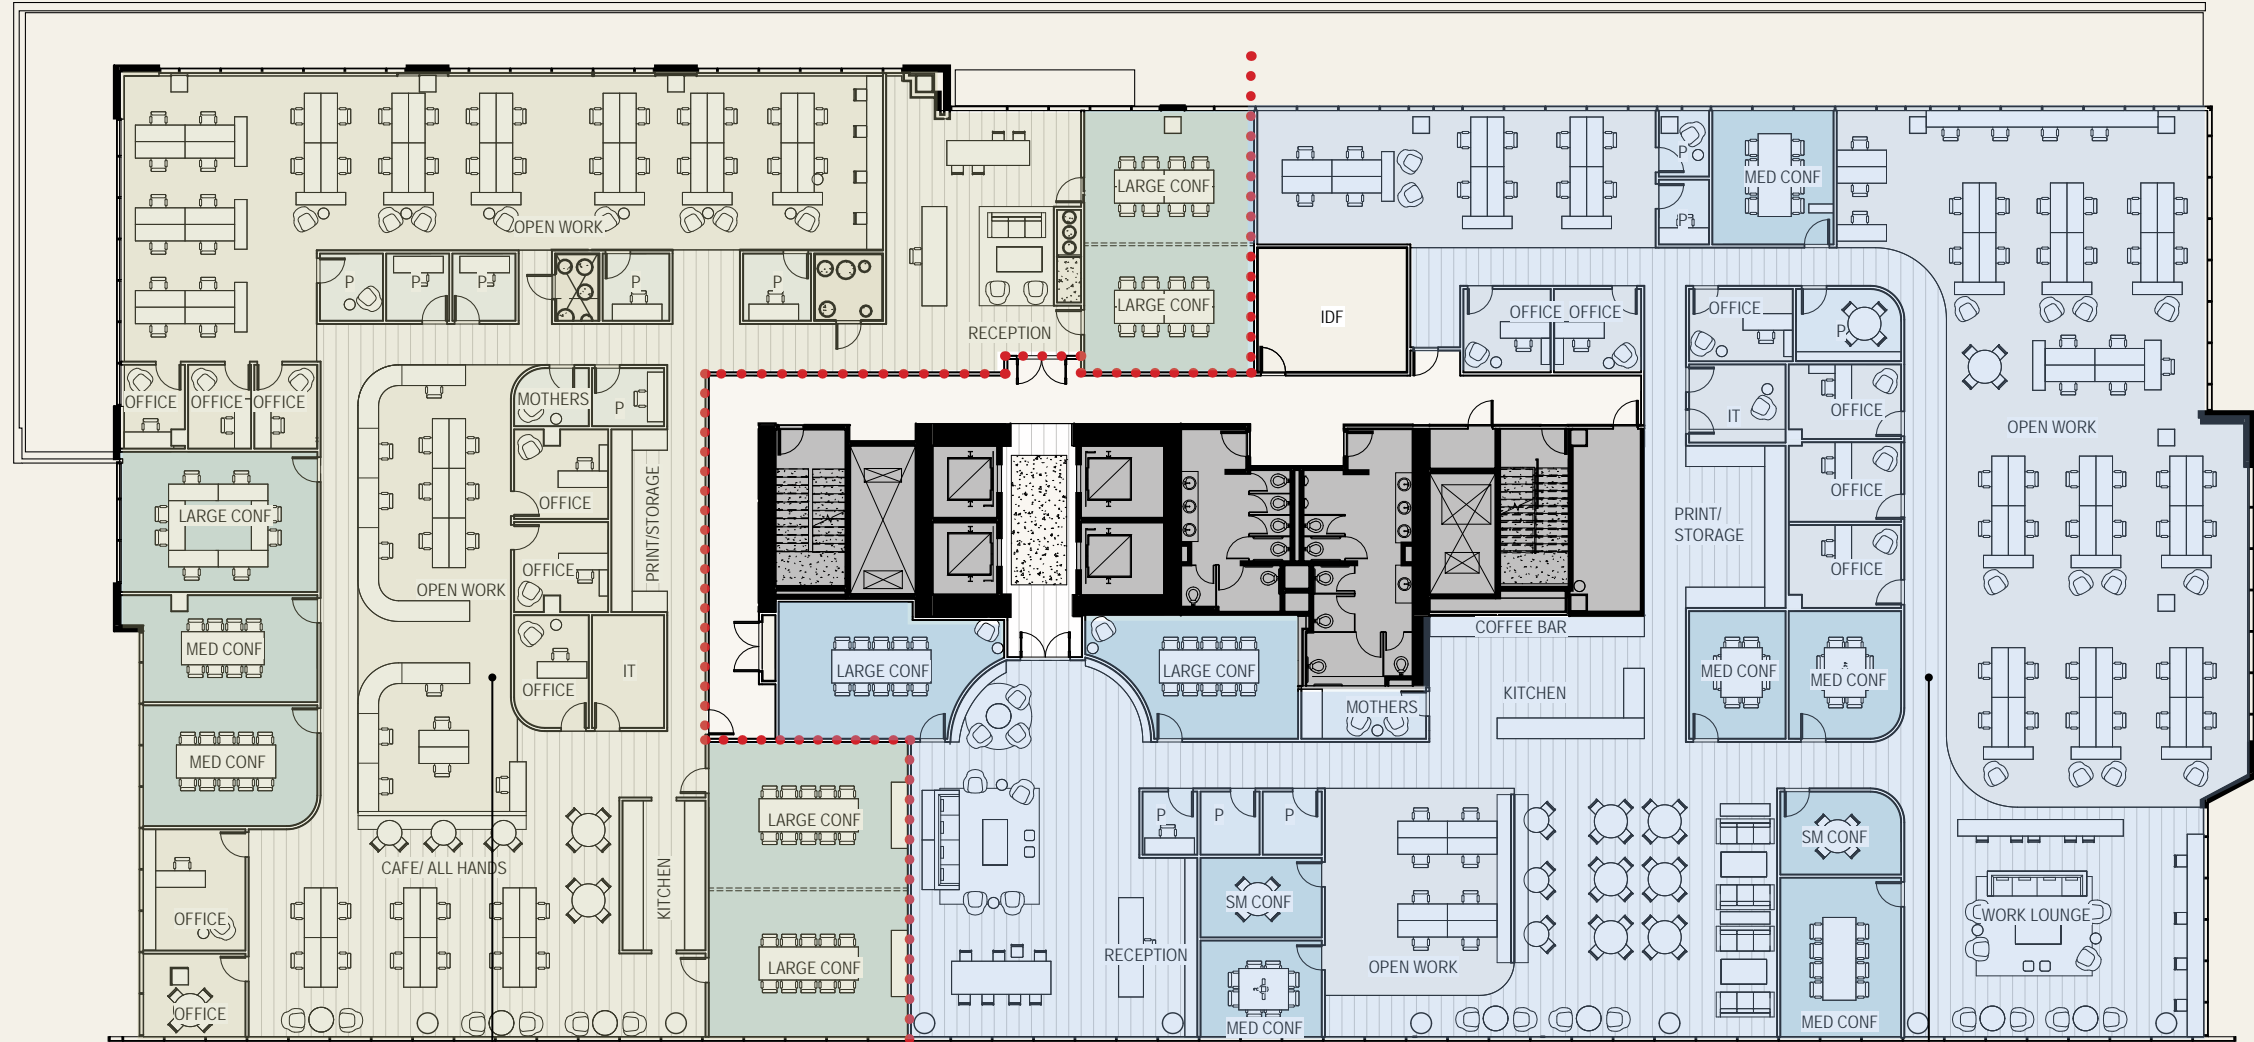 LARGE CONF
P
MED CONF
P
OPEN WORK
P
P
P
P
P
LARGE CONF
RECEPTION
IDF
OFFICE
OFFICE
OFFICE
P
OFFICE
OFFICE
OFFICE
MOTHERS
P
IT
OFFICE
OPEN WORK
LARGE CONF
OFFICE
PRINT/STORAGE
OFFICE
PRINT/
STORAGE
OFFICE
OPEN WORK
OFFICE
COFFEE BAR
MED CONF
OFFICE
IT
LARGE CONF
LARGE CONF
KITCHEN
MOTHERS
MED CONF
MED CONF
MED CONF
LARGE CONF
P
P
P
SM CONF
CAFE/ ALL HANDS
KITCHEN
OFFICE
SM CONF
WORK LOUNGE
RECEPTION
LARGE CONF
OPEN WORK
OFFICE
MED CONF
MED CONF